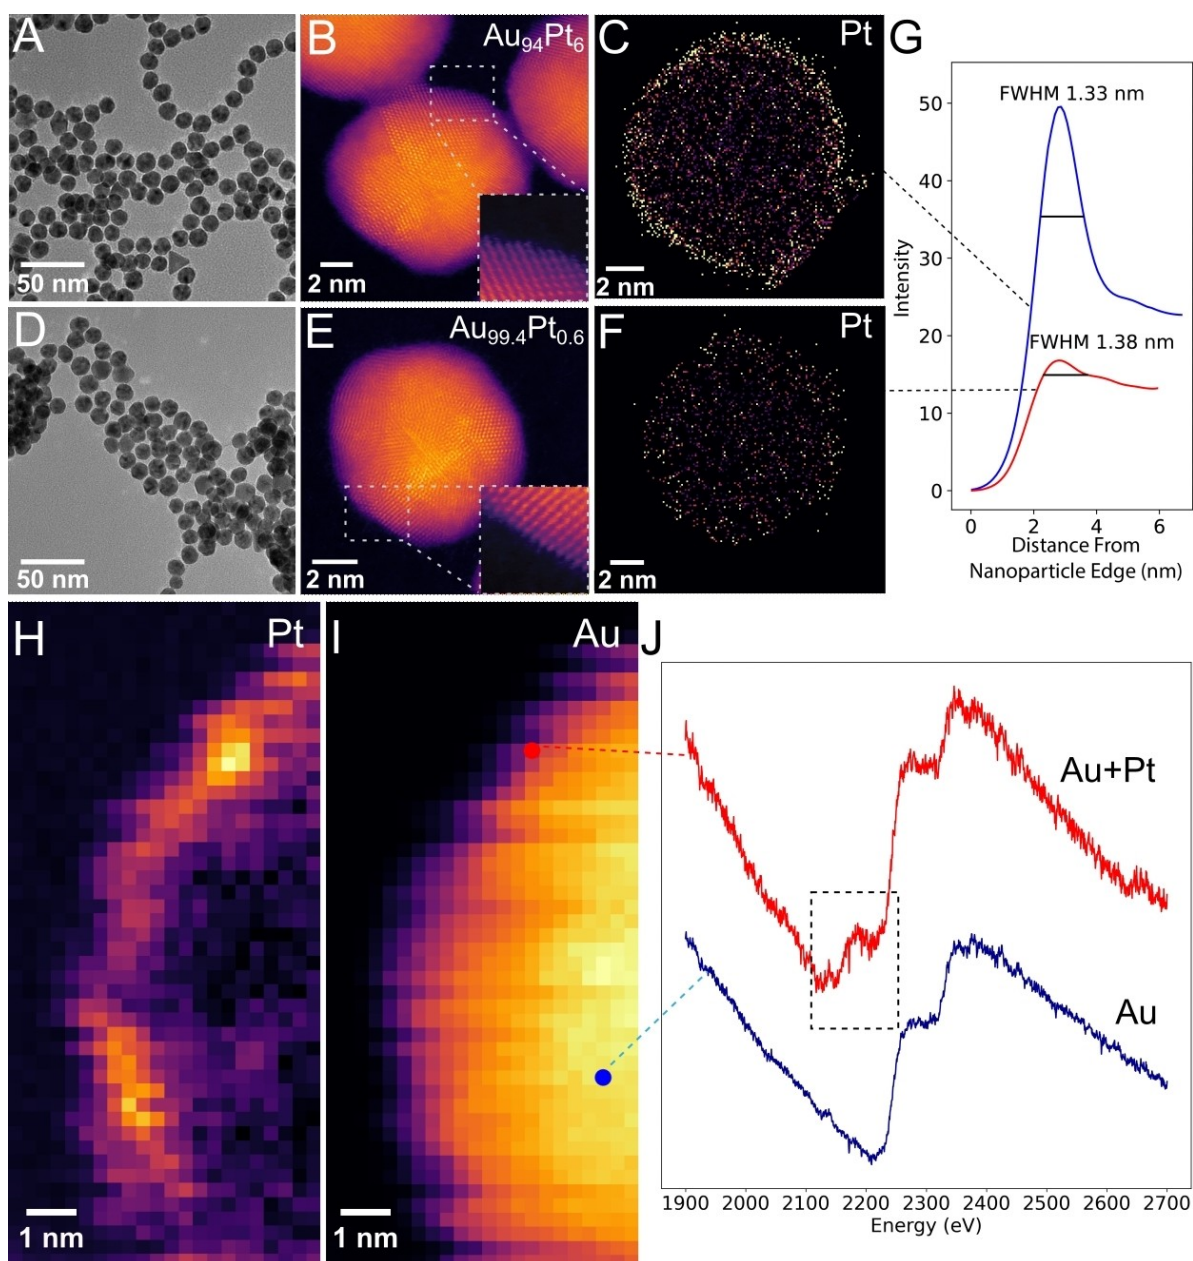 A
50 nm
B
Au94Pt6
2 nm
C
Pt
2 nm
G
FWHM 1.33 nm
50
40
30
20
10
0
Intensity
FWHM 1.38 nm
0 2 4 6
Distance From
Nanoparticle Edge (nm)
D
50 nm
E
Au99.4Pt0.6
2 nm
F
Pt
2 nm
H
Pt
1 nm
I
Au
1 nm
J
Au+Pt
Au
1900 2000 2100 2200 2300 2400 2500 2600 2700
Energy (eV)